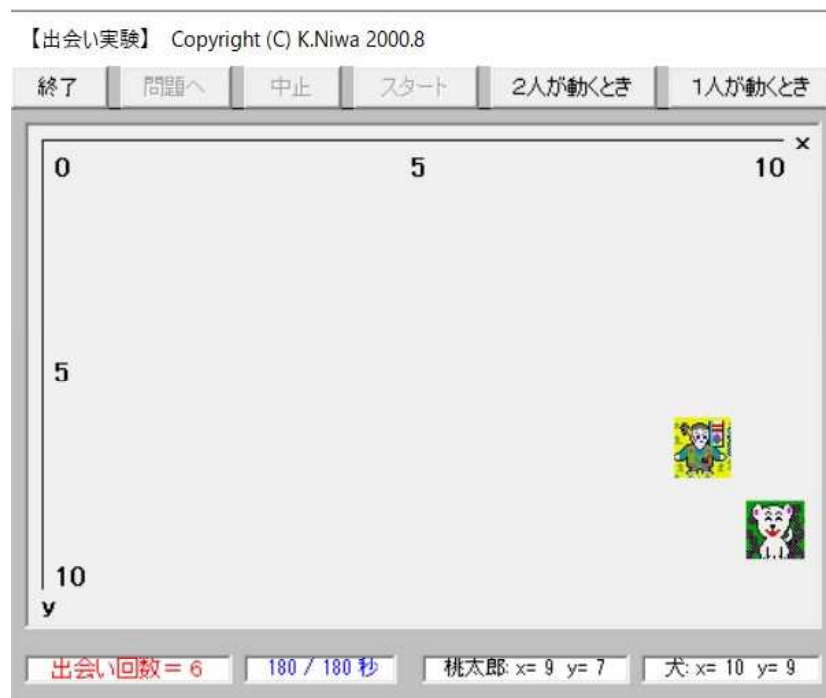 【出会い実験】 Copyright (C) K.Niwa 2000.8
終了 問題へ 中止 スタート 2人が動くとき 1人が動くとき
x
0 5 10
5
10
y
出会い回数＝6 180 / 180 秒 桃太郎: x= 9 y= 7 犬: x= 10 y= 9